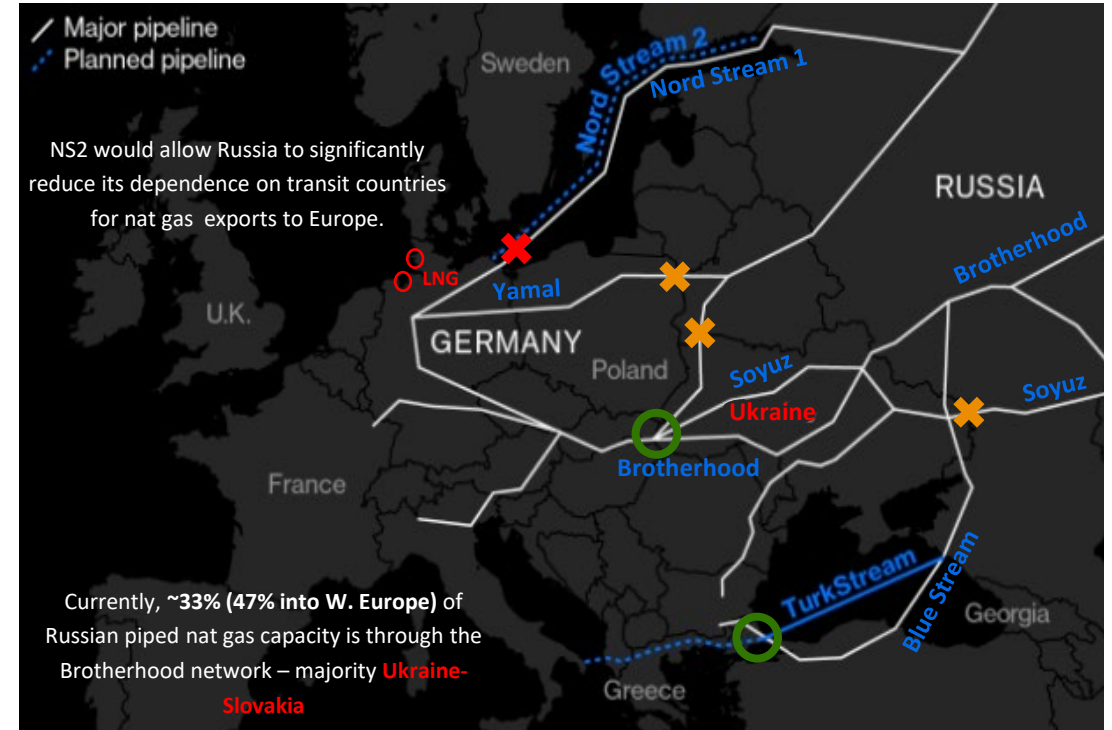 Major pipeline
Planned pipeline
Nord Stream 2
Nord Stream 1
Sweden
NS2 would allow Russia to significantly
reduce its dependence on transit countries
for nat gas exports to Europe.
RUSSIA
Brotherhood
LNG
Yamal
U.K.
GERMANY
Poland
Soyuz
Soyuz
Ukraine
Brotherhood
France
TurkStream
Blue Stream
Georgia
Currently, ~33% (47% into W. Europe) of
Russian piped nat gas capacity is through the
Brotherhood network – majority Ukraine-
Slovakia
Greece